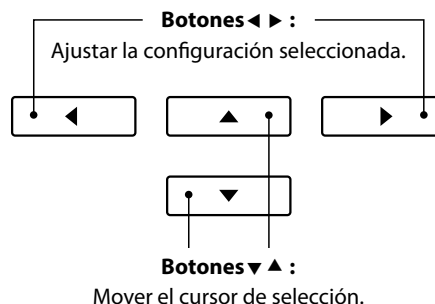 Botones ◀ ▶ :
Ajustar la configuración seleccionada.
Botones ▼ ▲ :
Mover el cursor de selección.